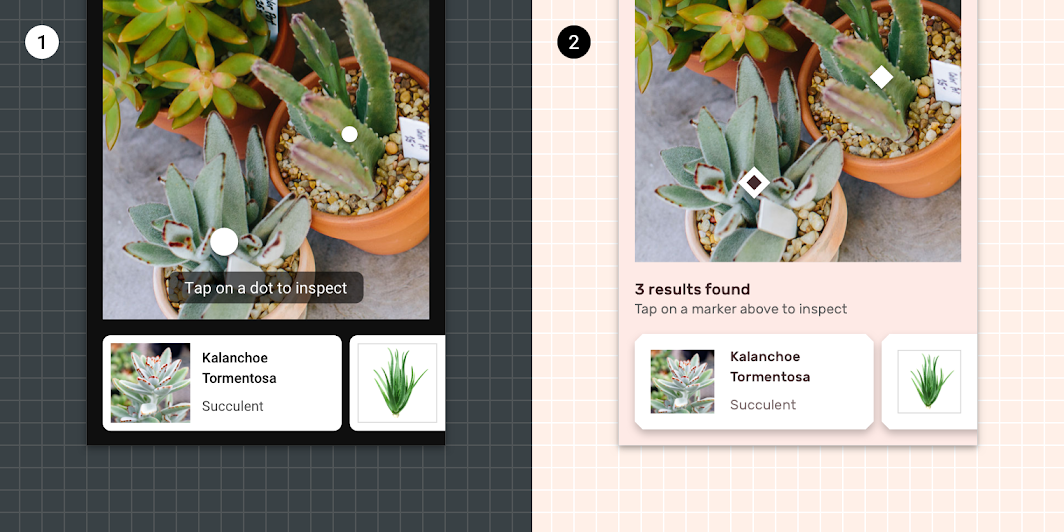 1
Tap on a dot to inspect
Kalanchoe
Tormentosa
Succulent
2
3 results found
Tap on a marker above to inspect
Kalanchoe
Tormentosa
Succulent